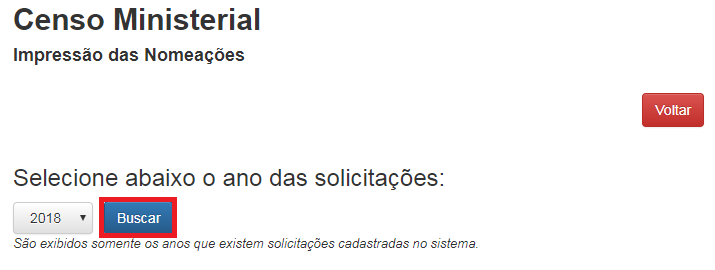 Censo Ministerial
Impressão das Nomeações
Voltar
Selecione abaixo o ano das solicitações:
2018 Buscar
São exibidos somente os anos que existem solicitações cadastradas no sistema.